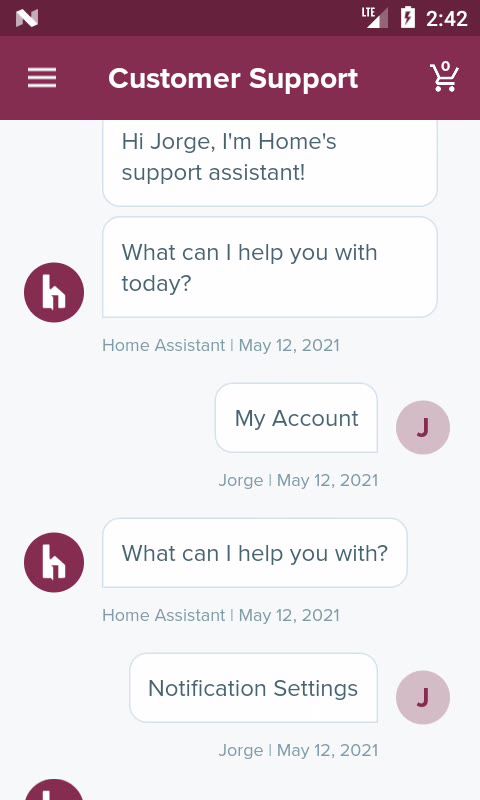 LTE 2:42
Customer Support
0
Hi Jorge, I'm Home's
support assistant!
What can I help you with
today?
h
Home Assistant | May 12, 2021
My Account
J
Jorge | May 12, 2021
What can I help you with?
h
Home Assistant | May 12, 2021
Notification Settings
J
Jorge | May 12, 2021